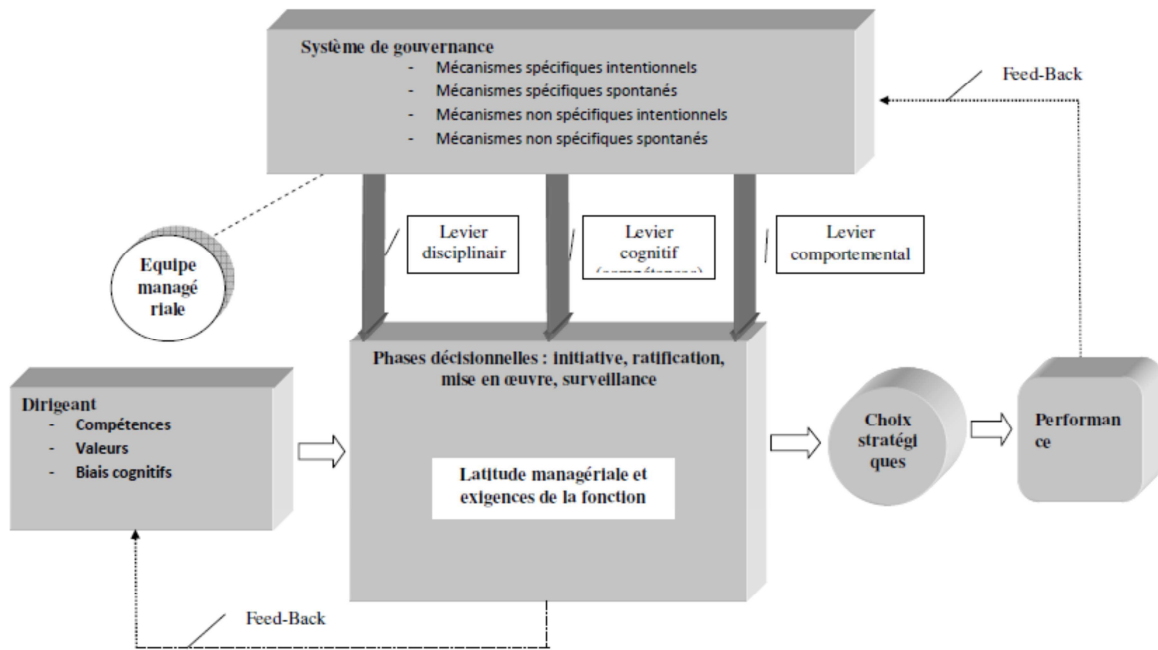 Système de gouvernance
- Mécanismes spécifiques intentionnels
- Mécanismes spécifiques spontanés
- Mécanismes non spécifiques intentionnels
- Mécanismes non spécifiques spontanés
Feed-Back
Levier
disciplinair
Levier
cognitif
Levier
comportemental
Equipe
managé
riale
Phases décisionnelles : initiative, ratification,
mise en œuvre, surveillance
Dirigeant
- Compétences
- Valeurs
- Biais cognitifs
Latitude managériale et
exigences de la fonction
Choix
stratégi
ques
Performan
ce
Feed-Back